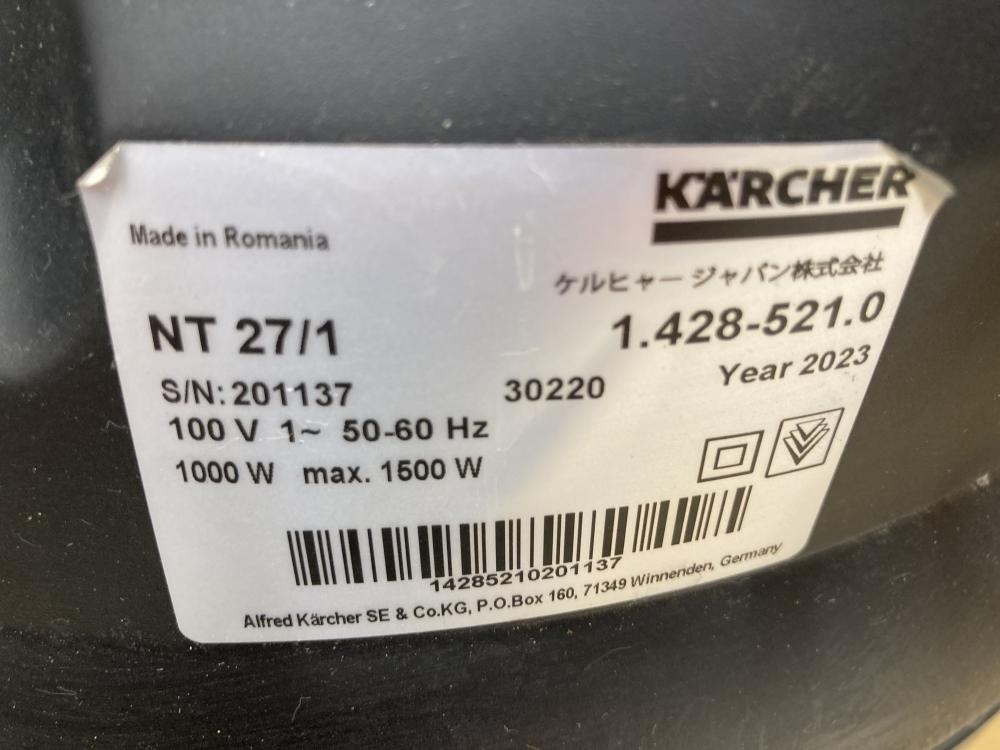 KÄRCHER
Made in Romania
ケルヒャー ジャパン株式会社
NT 27/1 1.428-521.0
S/N: 201137 30220 Year 2023
100 V 1~ 50-60 Hz
1000 W max. 1500 W
14285210201137
Alfred Kärcher SE & Co.KG, P.O.Box 160, 71349 Winnenden, Germany